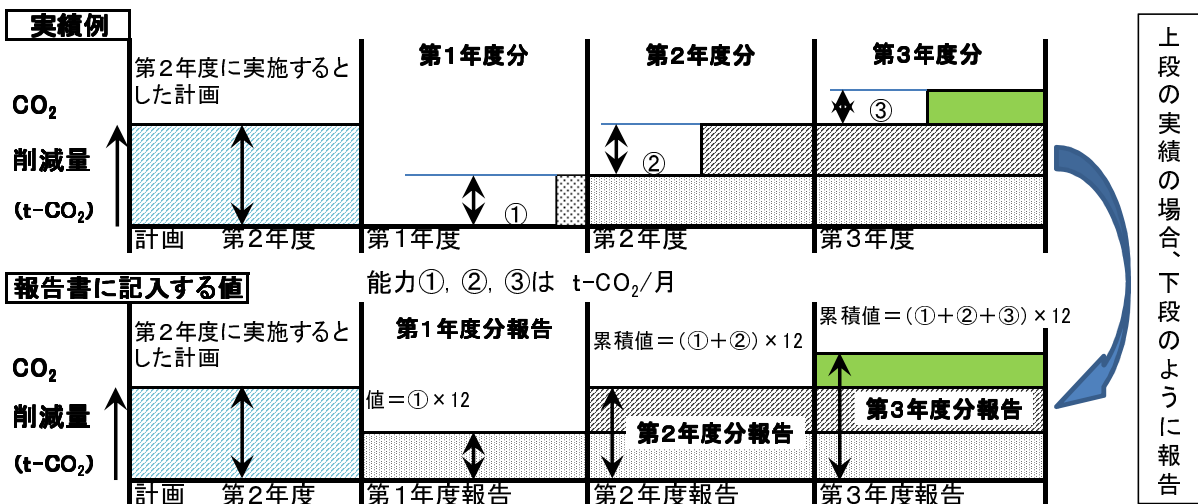 実績例
第2年度に実施すると
した計画
第1年度分
第2年度分
第3年度分
CO₂
削減量
(t-CO₂)
①
②
③
計画
第2年度
第1年度
第2年度
第3年度
報告書に記入する値
能力①, ②, ③は t-CO₂/月
第2年度に実施すると
した計画
第1年度分報告
累積値=(①+②)×12
累積値=(①+②+③)×12
CO₂
削減量
(t-CO₂)
値=①×12
第2年度分報告
第3年度分報告
計画
第2年度
第1年度報告
第2年度報告
第3年度報告
上段の実績の場合、下段のように報告